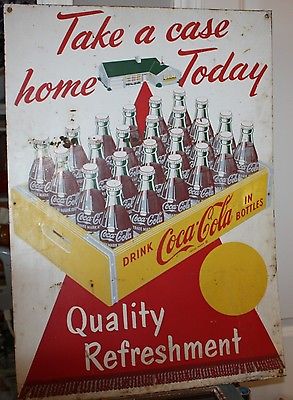 Take a case
home Today
DRINK Coca-Cola IN BOTTLES
Quality
Refreshment